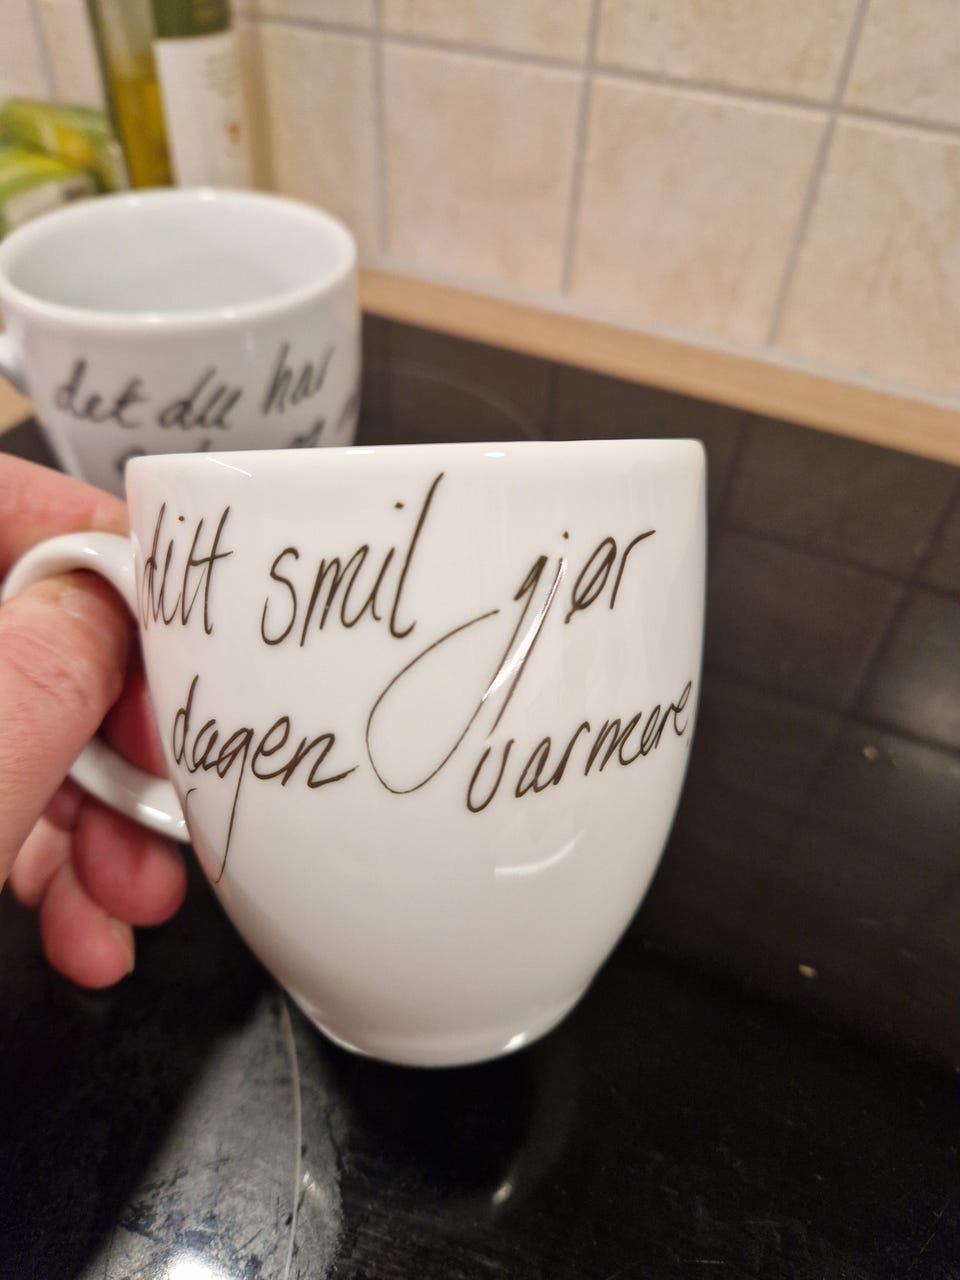 det du har
ditt smil gjør
dagen varmere